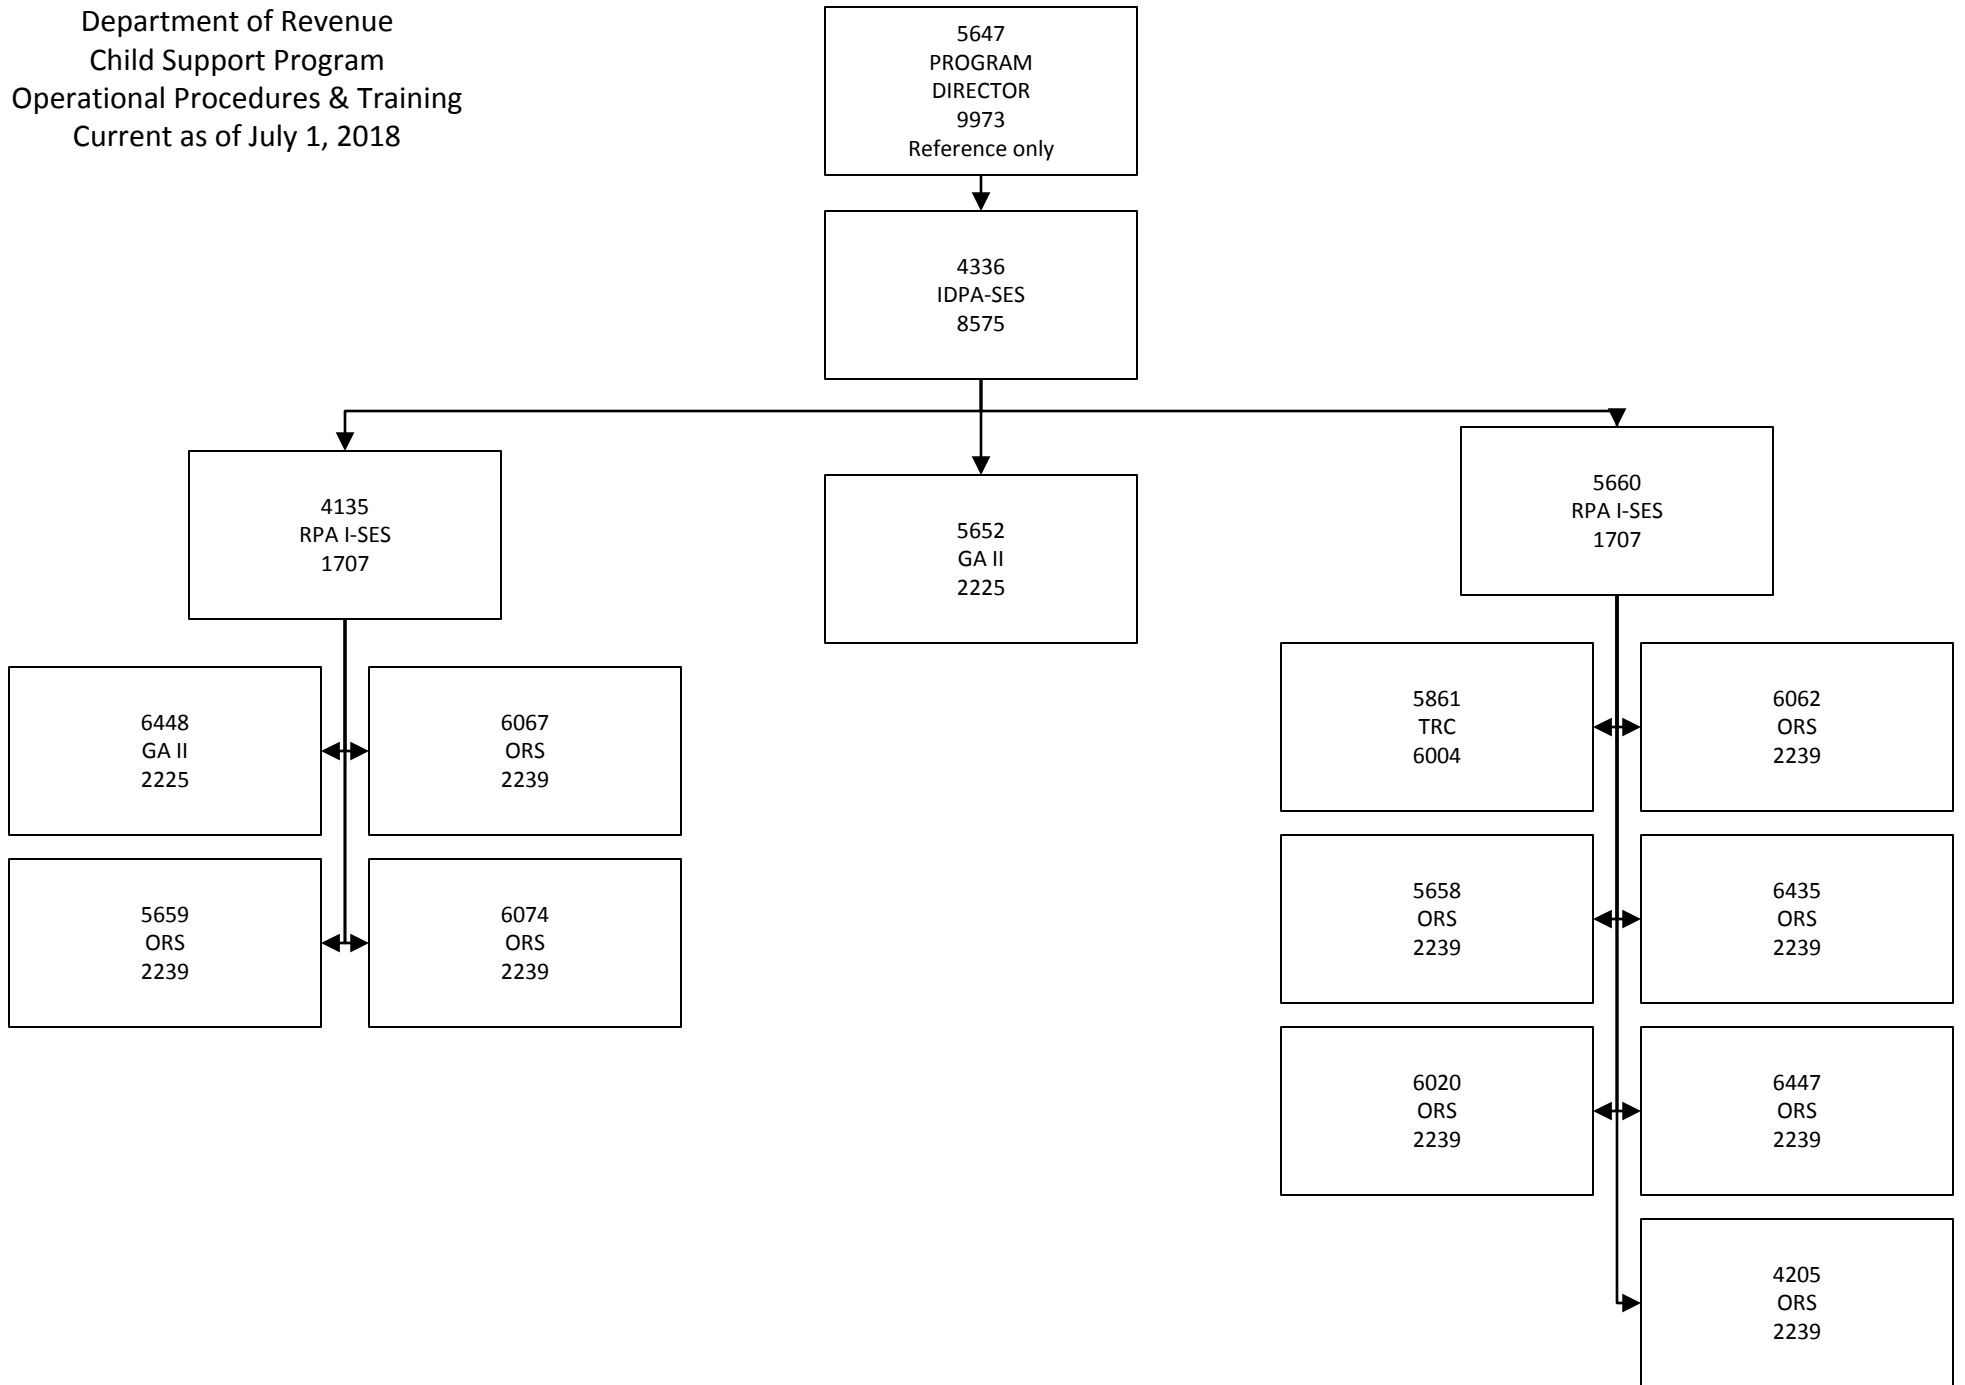 Department of Revenue
Child Support Program
Operational Procedures & Training
Current as of July 1, 2018
5647
PROGRAM
DIRECTOR
9973
Reference only
4336
IDPA-SES
8575
4135
RPA I-SES
1707
5652
GA II
2225
5660
RPA I-SES
1707
6448
GA II
2225
6067
ORS
2239
5659
ORS
2239
6074
ORS
2239
5861
TRC
6004
6062
ORS
2239
5658
ORS
2239
6435
ORS
2239
6020
ORS
2239
6447
ORS
2239
4205
ORS
2239